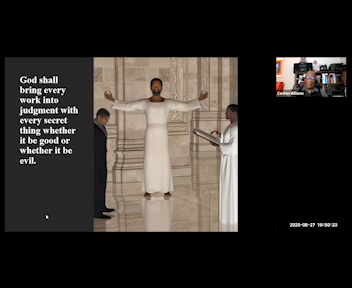 God shall
bring every
work into
judgment with
every secret
thing whether
it be good or
whether it be
evil.
2020-08-27 19:50:23